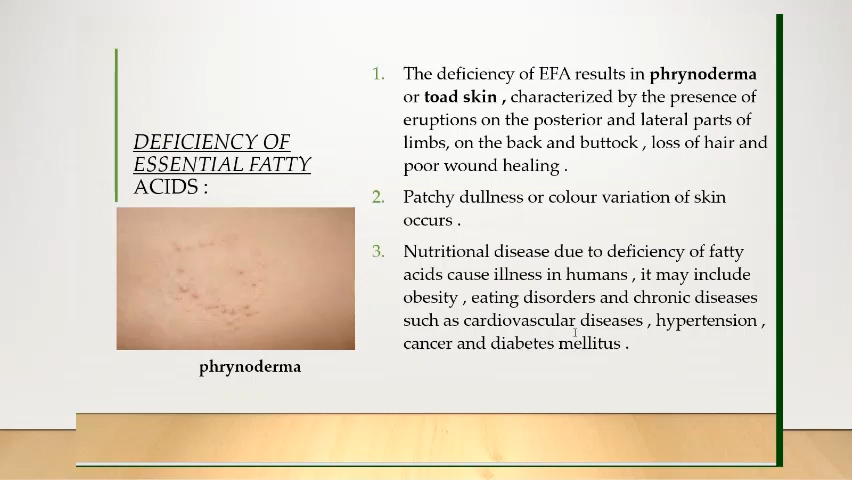 DEFICIENCY OF
ESSENTIAL FATTY
ACIDS :
phrynoderma
1. The deficiency of EFA results in phrynoderma
or toad skin , characterized by the presence of
eruptions on the posterior and lateral parts of
limbs, on the back and buttock , loss of hair and
poor wound healing .
2. Patchy dullness or colour variation of skin
occurs .
3. Nutritional disease due to deficiency of fatty
acids cause illness in humans , it may include
obesity , eating disorders and chronic diseases
such as cardiovascular diseases , hypertension ,
cancer and diabetes mellitus .